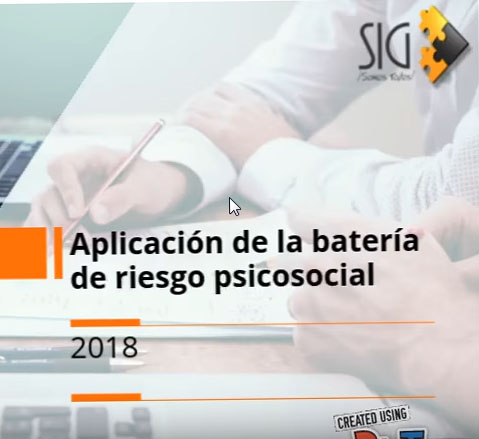 SIG
¡Somos Todos!
Aplicación de la batería
de riesgo psicosocial
2018
CREATED USING